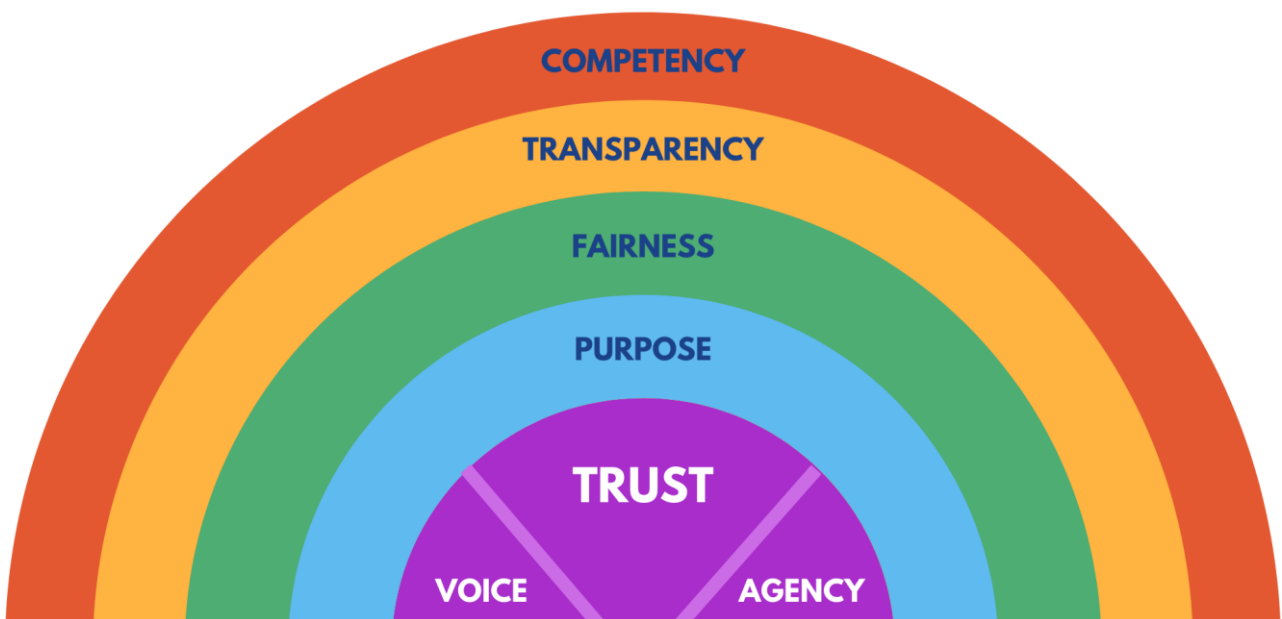 COMPETENCY
TRANSPARENCY
FAIRNESS
PURPOSE
TRUST
VOICE
AGENCY